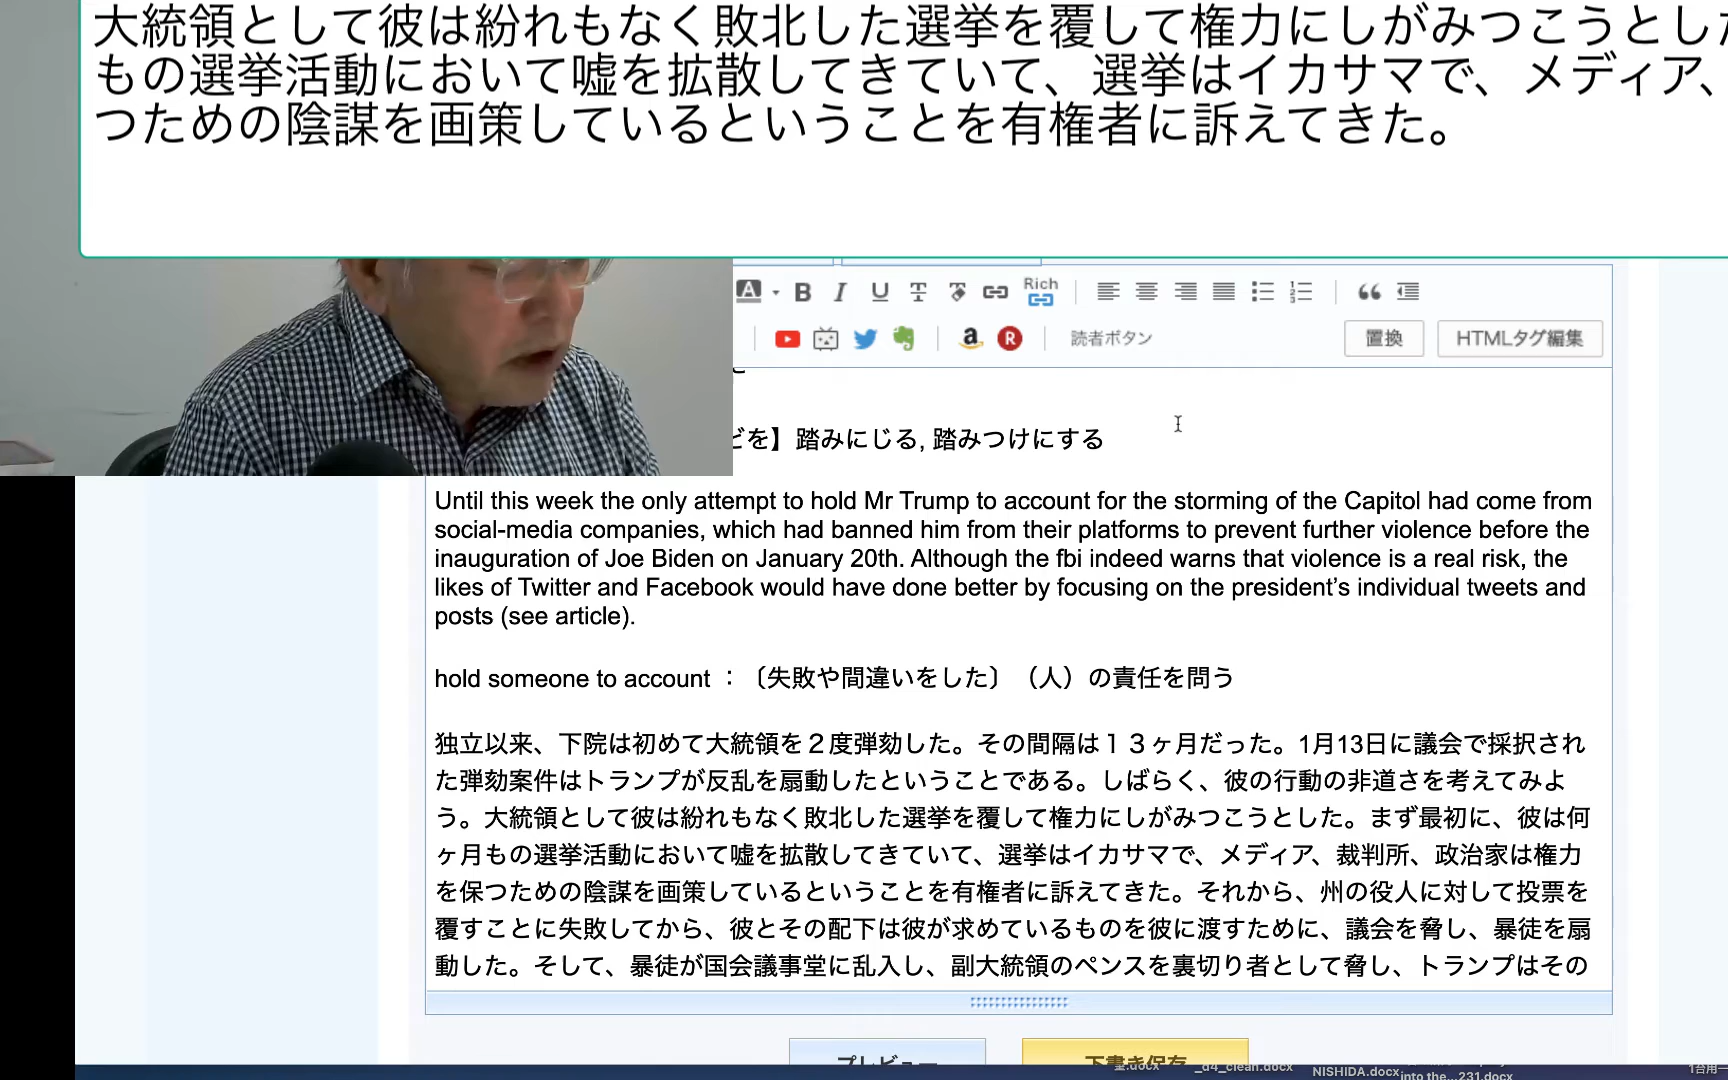 大統領として彼は紛れもなく敗北した選挙を覆して権力にしがみつこうとした
もの選挙活動において嘘を拡散してきていて、選挙はイカサマで、メディア、
つための陰謀を画策しているということを有権者に訴えてきた。
A B I U T Rich
読者ボタン 置換 HTMLタグ編集
どを】踏みにじる, 踏みつけにする
Until this week the only attempt to hold Mr Trump to account for the storming of the Capitol had come from
social-media companies, which had banned him from their platforms to prevent further violence before the
inauguration of Joe Biden on January 20th. Although the fbi indeed warns that violence is a real risk, the
likes of Twitter and Facebook would have done better by focusing on the president’s individual tweets and
posts (see article).
hold someone to account ：〔失敗や間違いをした〕（人）の責任を問う
独立以来、下院は初めて大統領を２度弾劾した。その間隔は１３ヶ月だった。1月13日に議会で採択され
た弾劾案件はトランプが反乱を扇動したということである。しばらく、彼の行動の非道さを考えてみよ
う。大統領として彼は紛れもなく敗北した選挙を覆して権力にしがみつこうとした。まず最初に、彼は何
ヶ月もの選挙活動において嘘を拡散してきていて、選挙はイカサマで、メディア、裁判所、政治家は権力
を保つための陰謀を画策しているということを有権者に訴えてきた。それから、州の役人に対して投票を
覆すことに失敗してから、彼とその配下は彼が求めているものを彼に渡すために、議会を脅し、暴徒を扇
動した。そして、暴徒が国会議事堂に乱入し、副大統領のペンスを裏切り者として脅し、トランプはその
プレビュー 下書き保存
_d4_clean.docx NISHIDA.docx into the...231.docx